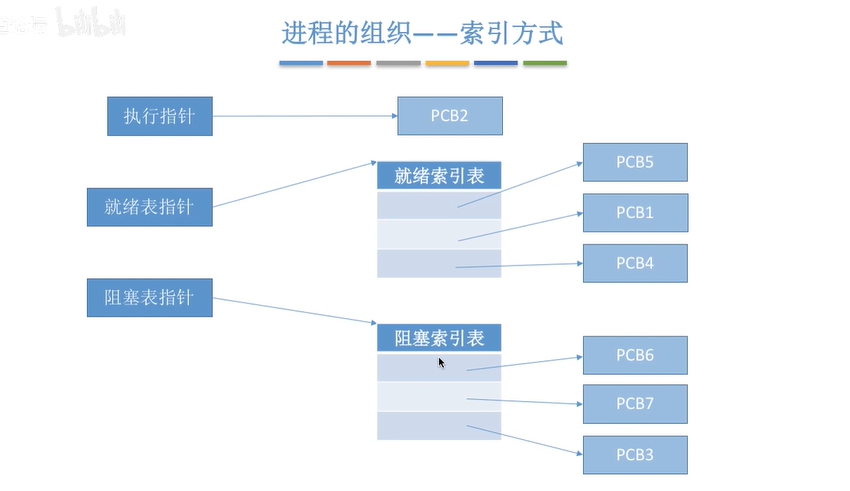 进程的组织——索引方式
执行指针
PCB2
就绪表指针
就绪索引表
PCB5
PCB1
PCB4
阻塞表指针
阻塞索引表
PCB6
PCB7
PCB3